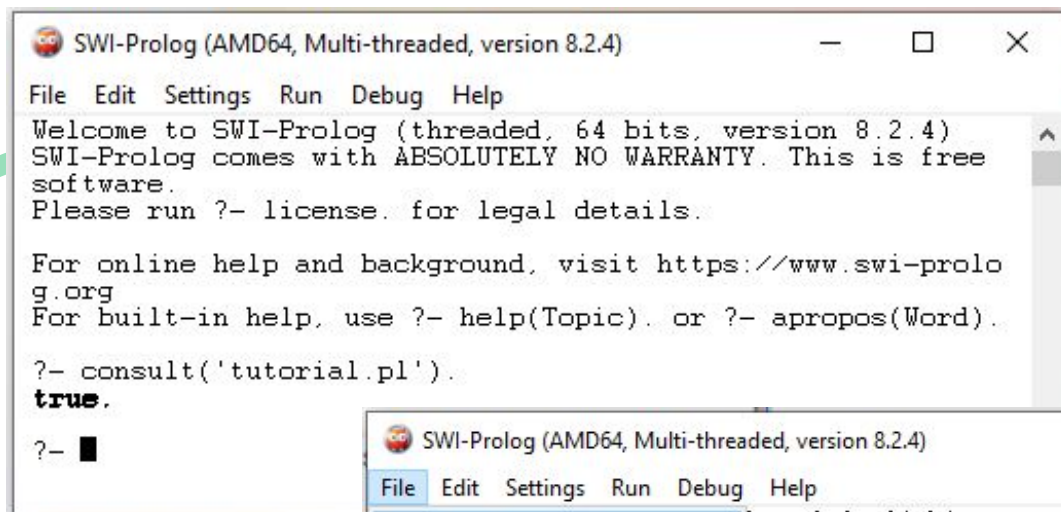 SWI-Prolog (AMD64, Multi-threaded, version 8.2.4)
File Edit Settings Run Debug Help
Welcome to SWI-Prolog (threaded, 64 bits, version 8.2.4)
SWI-Prolog comes with ABSOLUTELY NO WARRANTY. This is free
software.
Please run ?- license. for legal details.
For online help and background, visit https://www.swi-prolo
g.org
For built-in help, use ?- help(Topic). or ?- apropos(Word).
?- consult('tutorial.pl').
true.
?-
SWI-Prolog (AMD64, Multi-threaded, version 8.2.4)
File Edit Settings Run Debug Help